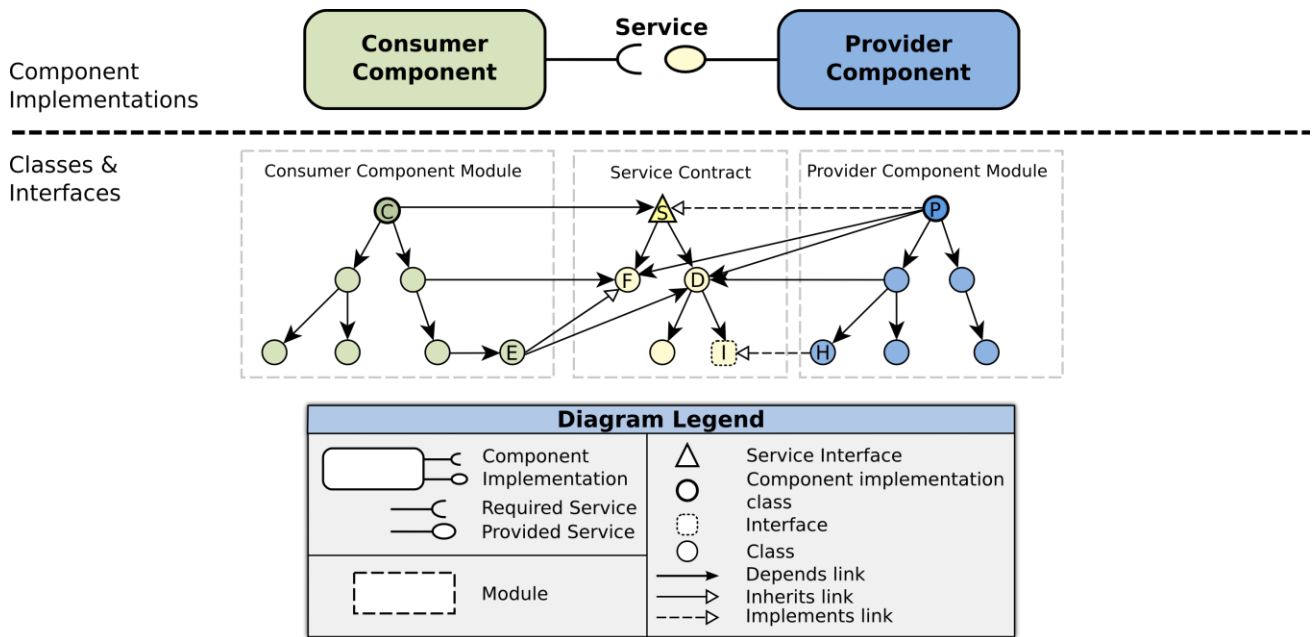 Consumer
Component
Service
Provider
Component
Component
Implementations
Classes &
Interfaces
Consumer Component Module
Service Contract
Provider Component Module
C
S
P
F
D
E
I
H
Diagram Legend
Component
Implementation
Required Service
Provided Service
Module
Service Interface
Component implementation
class
Interface
Class
Depends link
Inherits link
Implements link